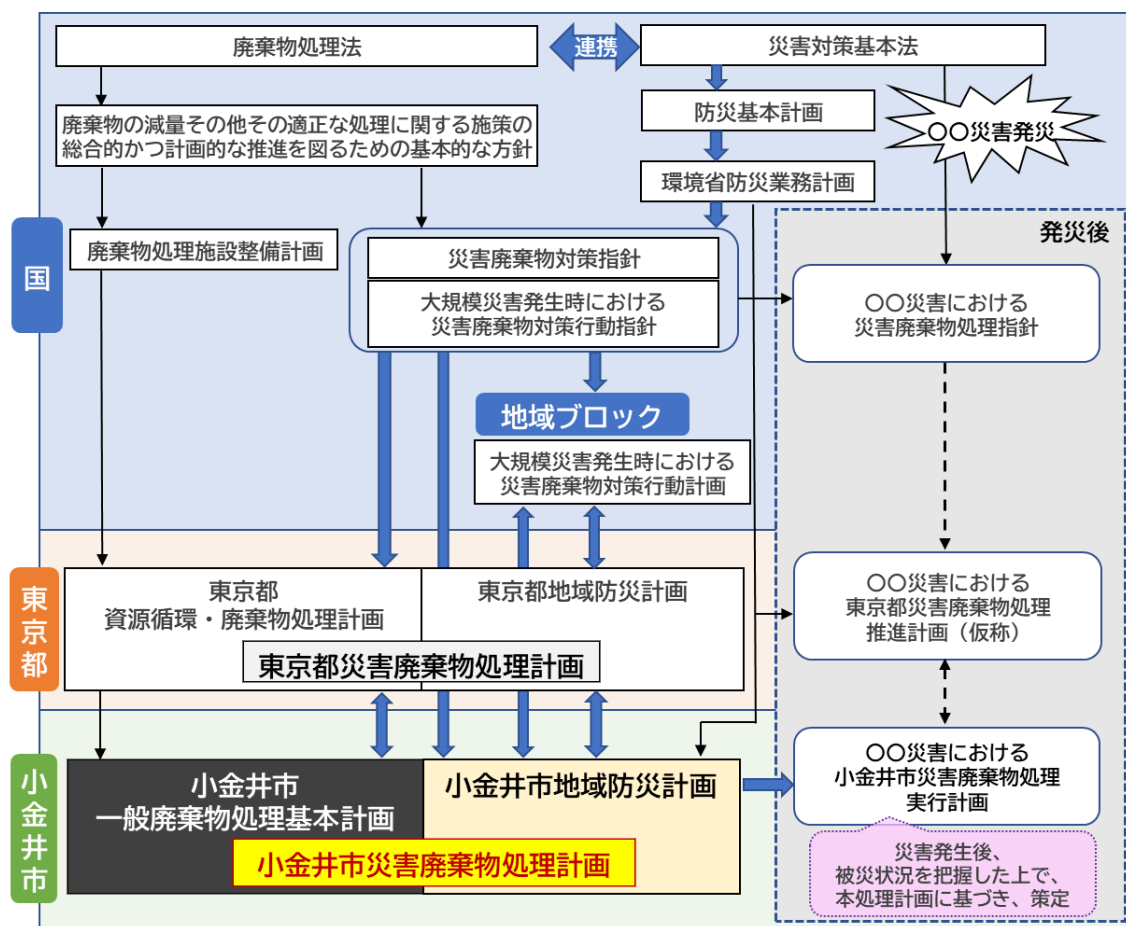 廃棄物処理法
連携
災害対策基本法
廃棄物の減量その他その適正な処理に関する施策の
総合的かつ計画的な推進を図るための基本的な方針
防災基本計画
〇〇災害発災
環境省防災業務計画
国
廃棄物処理施設整備計画
災害廃棄物対策指針
大規模災害発生時における
災害廃棄物対策行動指針
発災後
〇〇災害における
災害廃棄物処理指針
地域ブロック
大規模災害発生時における
災害廃棄物対策行動計画
東京都
東京都
資源循環・廃棄物処理計画
東京都地域防災計画
東京都災害廃棄物処理計画
〇〇災害における
東京都災害廃棄物処理
推進計画（仮称）
小金井市
小金井市
一般廃棄物処理基本計画
小金井市地域防災計画
小金井市災害廃棄物処理計画
〇〇災害における
小金井市災害廃棄物処理
実行計画
災害発生後、
被災状況を把握した上で、
本処理計画に基づき、策定